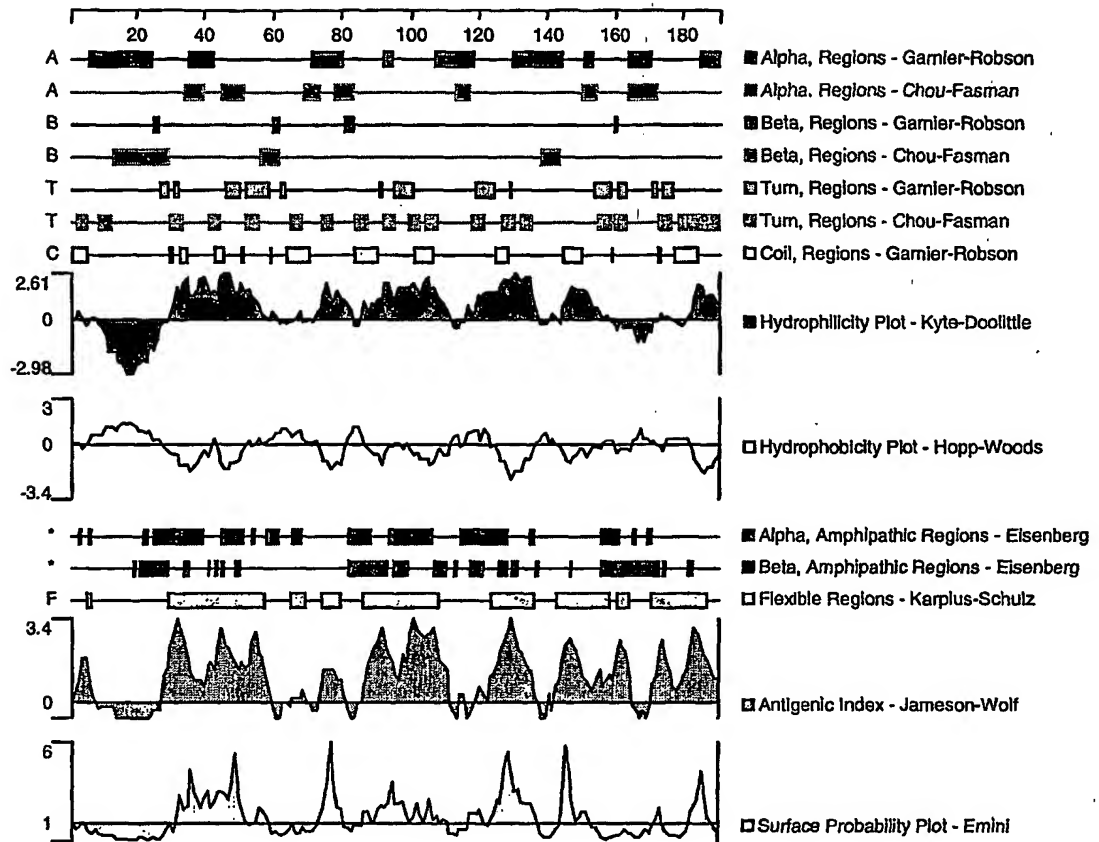 20 40 60 80 100 120 140 160 180
A Alpha, Regions - Garnier-Robson
A Alpha, Regions - Chou-Fasman
B Beta, Regions - Garnier-Robson
B Beta, Regions - Chou-Fasman
T Turn, Regions - Garnier-Robson
T Turn, Regions - Chou-Fasman
C Coil, Regions - Garnier-Robson
2.61
0 Hydrophilicity Plot - Kyte-Doolittle
-2.98
3
0 Hydrophobicity Plot - Hopp-Woods
-3.4
* Alpha, Amphipathic Regions - Eisenberg
* Beta, Amphipathic Regions - Eisenberg
F Flexible Regions - Karplus-Schulz
3.4
0 Antigenic Index - Jameson-Wolf
6
1 Surface Probability Plot - Emini